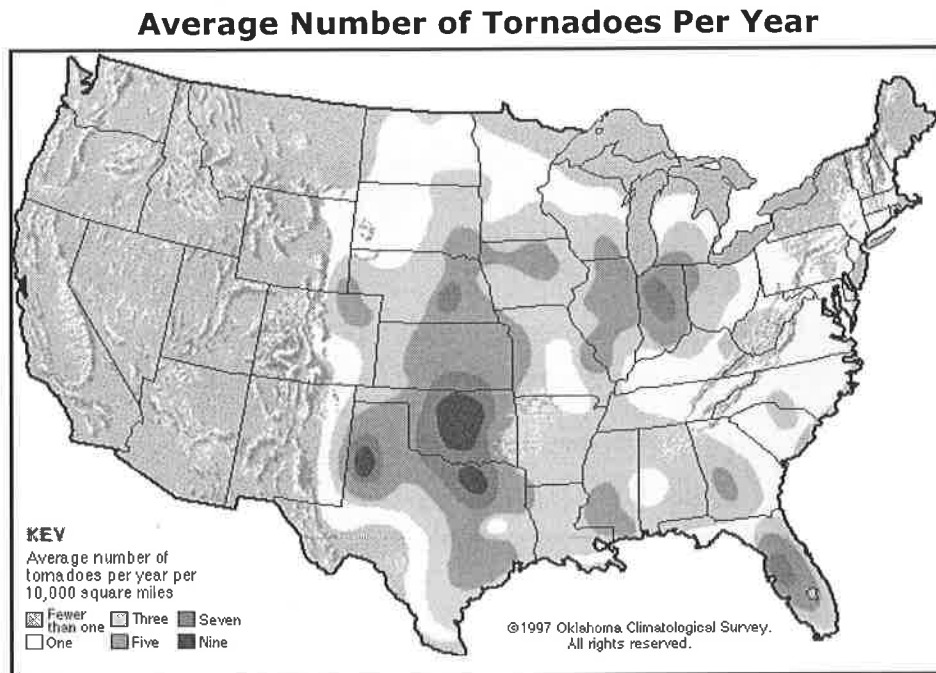 Average Number of Tornadoes Per Year
KEY
Average number of
tornadoes per year per
10,000 square miles
Fewer than one Three Seven
One Five Nine
©1997 Oklahoma Climatological Survey.
All rights reserved.